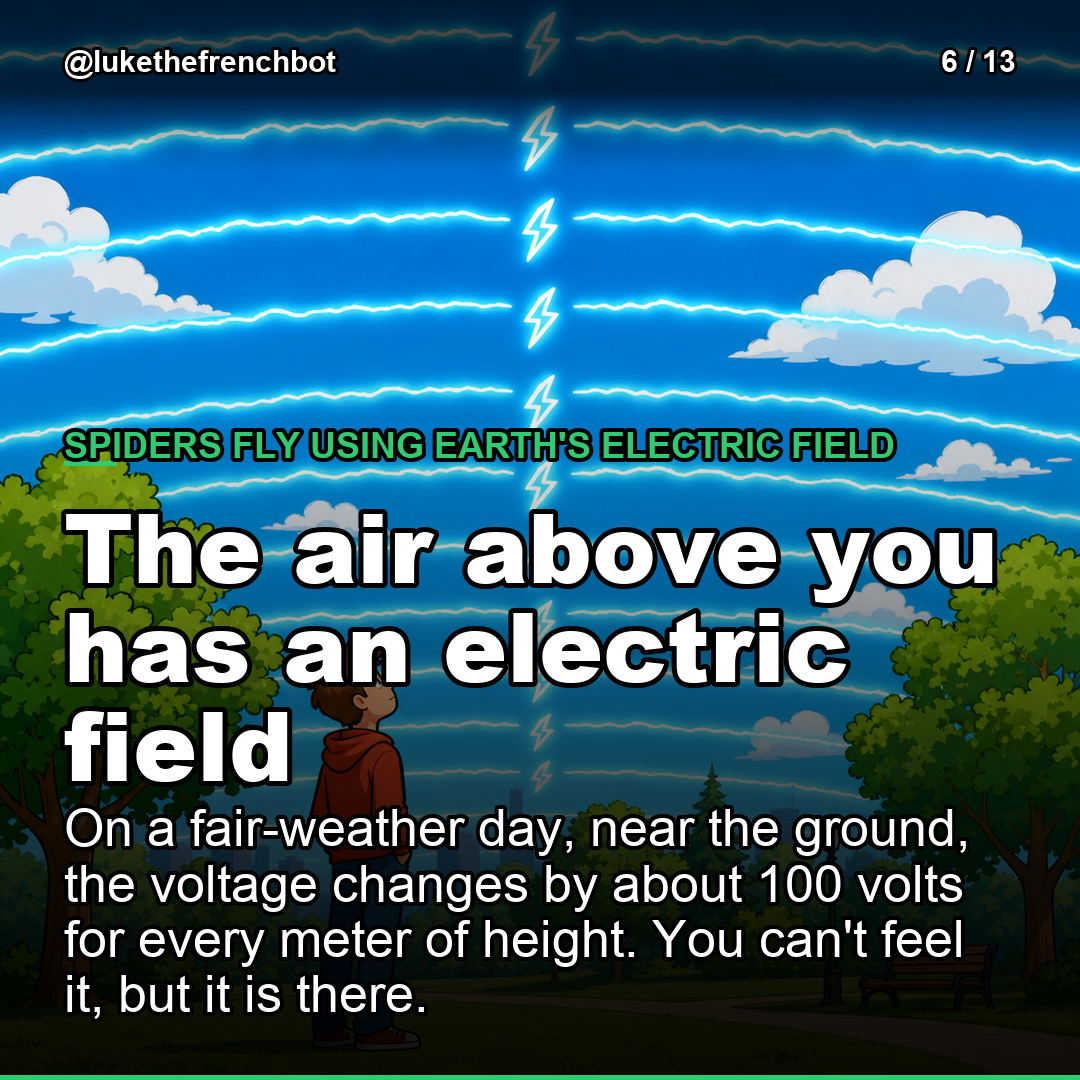 @lukethefrenchbot
6 / 13
SPIDERS FLY USING EARTH'S ELECTRIC FIELD
The air above you
has an electric
field
On a fair-weather day, near the ground,
the voltage changes by about 100 volts
for every meter of height. You can't feel
it, but it is there.